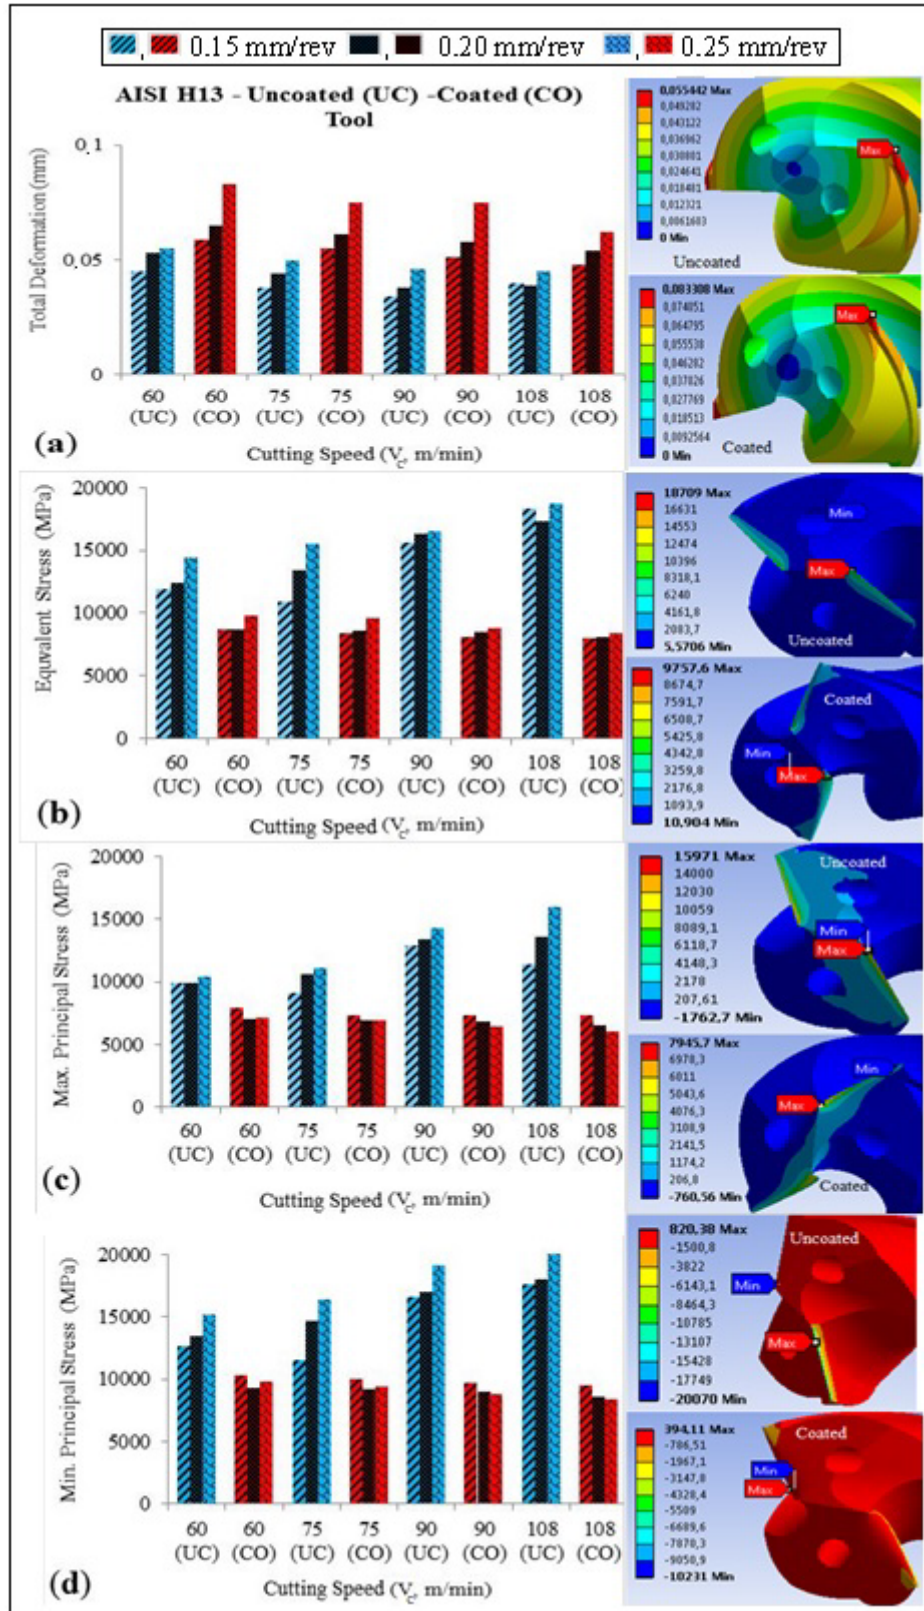 , 0.15 mm/rev , 0.20 mm/rev , 0.25 mm/rev
AISI H13 - Uncoated (UC) -Coated (CO)
Tool
Total Deformation (mm)
0.1
0.05
0
60 60 75 75 90 90 108 108
(UC) (CO) (UC) (CO) (UC) (CO) (UC) (CO)
(a)
Cutting Speed (Vc, m/min)
0,055442 Max
0,049282
0,043122
0,036962
0,030801
0,024641
0,018481
0,012321
0,0061603
0 Min
Max
Uncoated
0,083308 Max
0,074051
0,064795
0,055538
0,046282
0,037026
0,027769
0,018513
0,0092564
0 Min
Max
Coated
Equvalent Stress (MPa)
20000
15000
10000
5000
0
60 60 75 75 90 90 108 108
(UC) (CO) (UC) (CO) (UC) (CO) (UC) (CO)
(b)
Cutting Speed (Vc, m/min)
18709 Max
16631
14553
12474
10396
8318,1
6240
4161,8
2083,7
5,5706 Min
Min
Max
Uncoated
9757,6 Max
8674,7
7591,7
6508,7
5425,8
4342,8
3259,8
2176,8
1093,9
10,904 Min
Coated
Min
Max
Max. Principal Stress (MPa)
20000
15000
10000
5000
0
60 60 75 75 90 90 108 108
(UC) (CO) (UC) (CO) (UC) (CO) (UC) (CO)
(c)
Cutting Speed (Vc, m/min)
15971 Max
14000
12030
10059
8089,1
6118,7
4148,3
2178
207,61
-1762,7 Min
Uncoated
Min
Max
7945,7 Max
6978,3
6011
5043,6
4076,3
3108,9
2141,5
1174,2
206,8
-760,56 Min
Min
Max
Coated
Min. Principal Stress (MPa)
20000
15000
10000
5000
0
60 60 75 75 90 90 108 108
(UC) (CO) (UC) (CO) (UC) (CO) (UC) (CO)
(d)
Cutting Speed (Vc, m/min)
820,38 Max
-1500,8
-3822
-6143,1
-8464,3
-10785
-13107
-15428
-17749
-20070 Min
Uncoated
Min
Max
394,11 Max
-786,51
-1967,1
-3147,8
-4328,4
-5509
-6689,6
-7870,3
-9050,9
-10231 Min
Coated
Min
Max